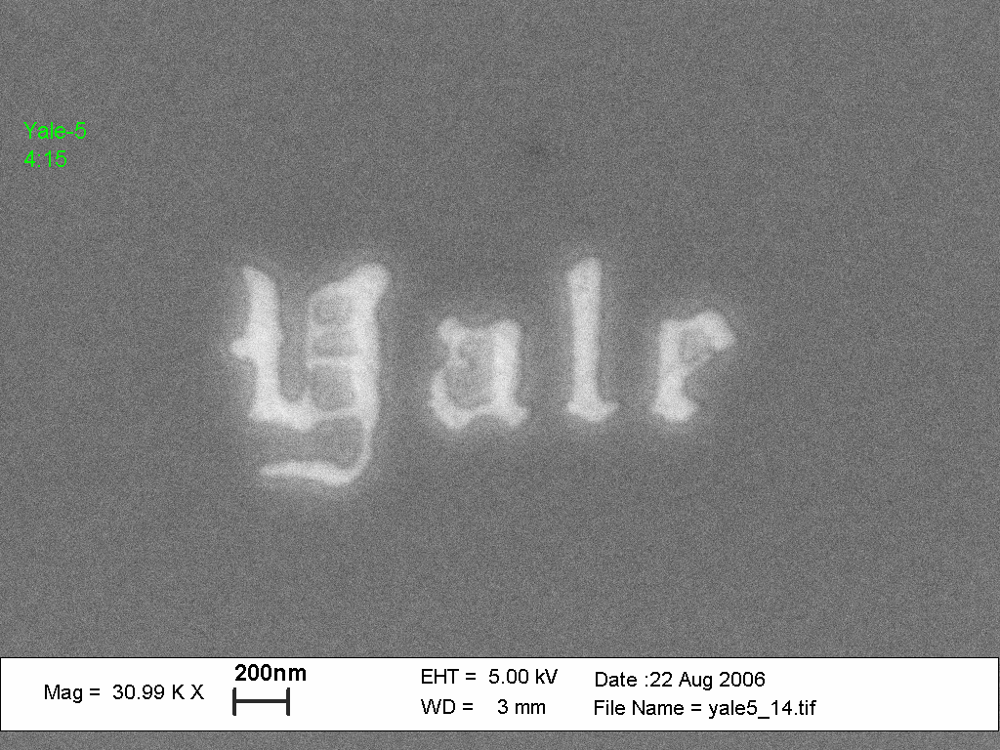 Yale-5
4.15
Yale
Mag = 30.99 K X
200nm
EHT = 5.00 kV
WD = 3 mm
Date :22 Aug 2006
File Name = yale5_14.tif